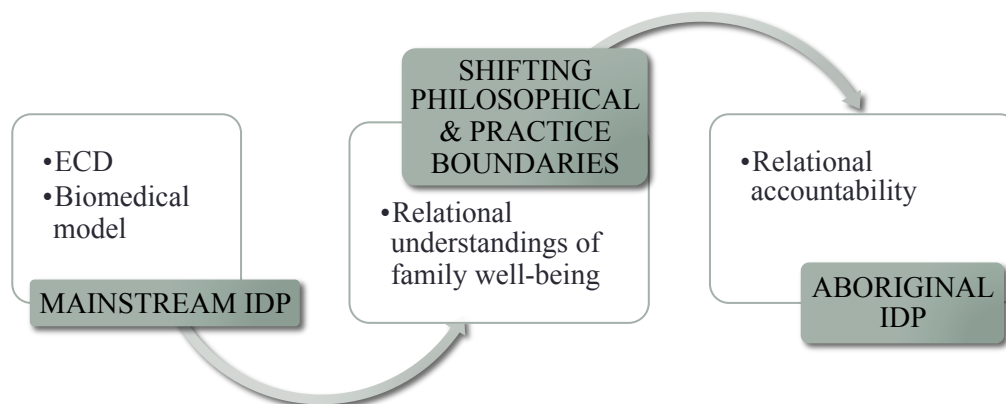 •ECD
•Biomedical
model
MAINSTREAM IDP
SHIFTING
PHILOSOPHICAL
& PRACTICE
BOUNDARIES
•Relational
understandings of
family well-being
•Relational
accountability
ABORIGINAL
IDP